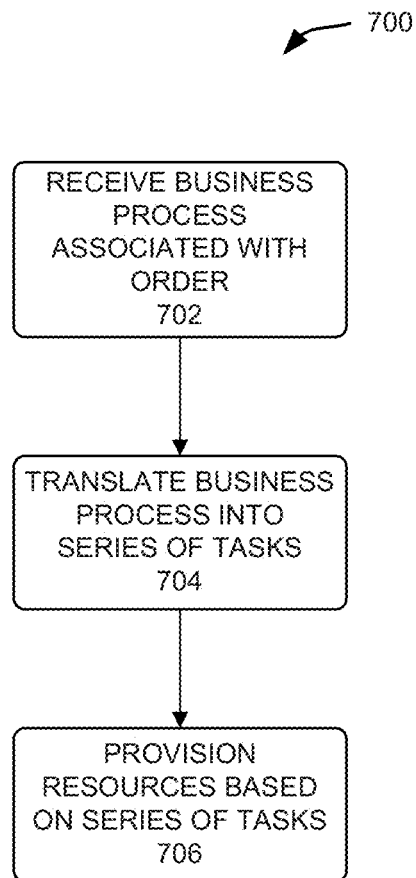 700
RECEIVE BUSINESS
PROCESS
ASSOCIATED WITH
ORDER
702
TRANSLATE BUSINESS
PROCESS INTO
SERIES OF TASKS
704
PROVISION
RESOURCES BASED
ON SERIES OF TASKS
706